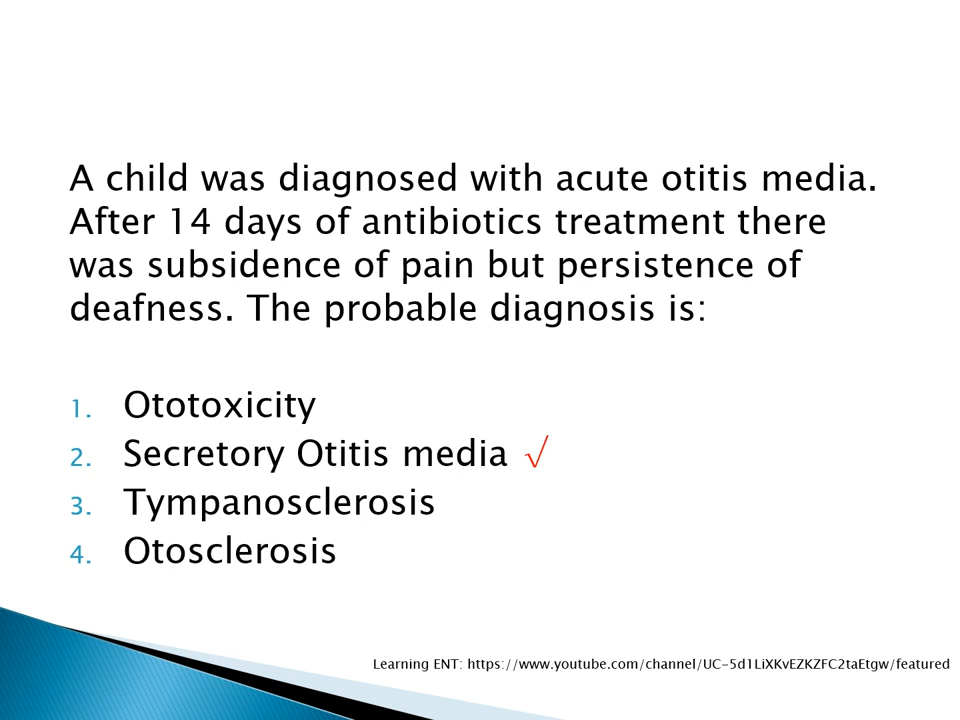 A child was diagnosed with acute otitis media.
After 14 days of antibiotics treatment there
was subsidence of pain but persistence of
deafness. The probable diagnosis is:
1. Ototoxicity
2. Secretory Otitis media √
3. Tympanosclerosis
4. Otosclerosis
Learning ENT: https://www.youtube.com/channel/UC-5d1LiXKvEZKZFC2taEtgw/featured